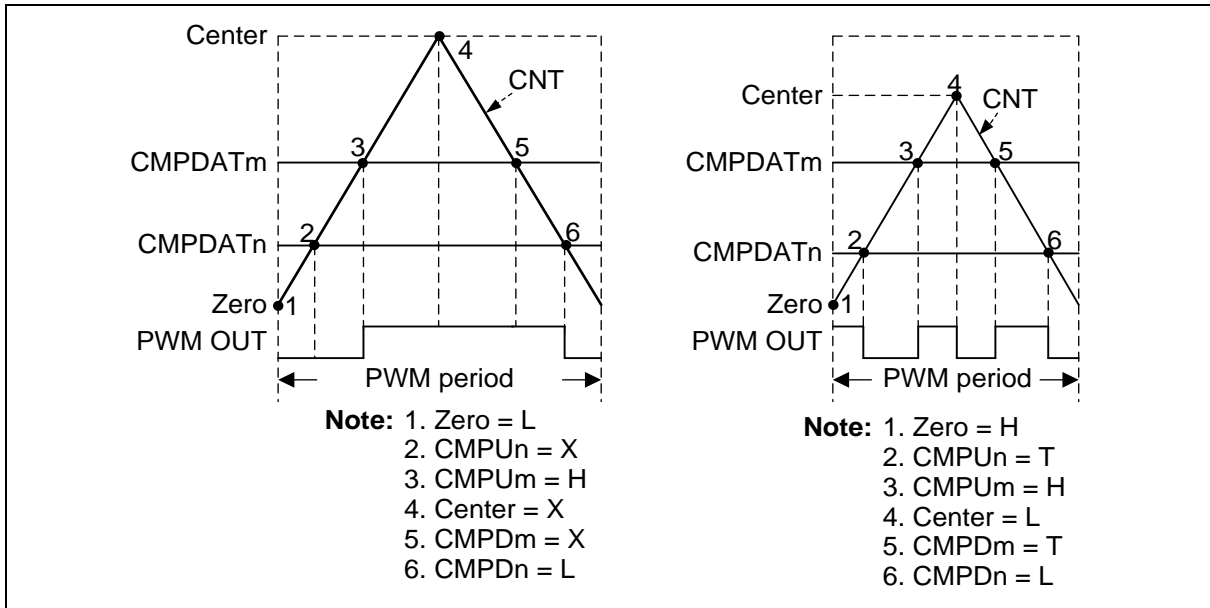 Center
4
CNT
3
CMPDATm
5
2
CMPDATn
6
Zero
1
PWM OUT
PWM period
Note: 1. Zero = L
2. CMPUn = X
3. CMPUm = H
4. Center = X
5. CMPDm = X
6. CMPDn = L
4
Center
CNT
3
CMPDATm
5
2
CMPDATn
6
Zero
1
PWM OUT
PWM period
Note: 1. Zero = H
2. CMPUn = T
3. CMPUm = H
4. Center = L
5. CMPDm = T
6. CMPDn = L